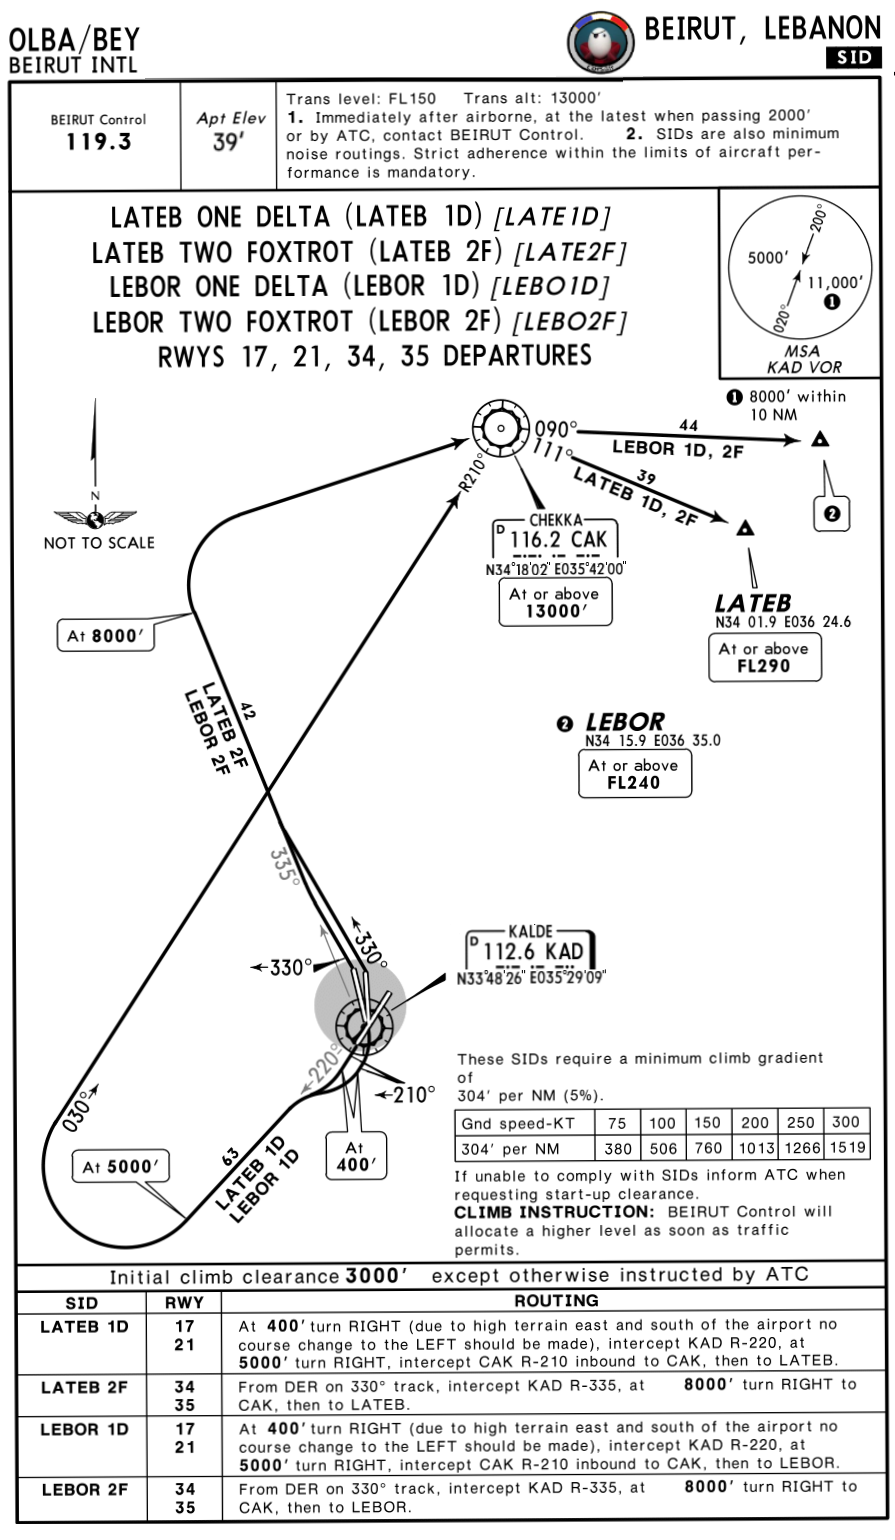 OLBA/BEY
BEIRUT INTL
BEIRUT, LEBANON
SID
BEIRUT Control
119.3
Apt Elev
39'
Trans level: FL150 Trans alt: 13000'
1. Immediately after airborne, at the latest when passing 2000'
or by ATC, contact BEIRUT Control. 2. SIDs are also minimum
noise routings. Strict adherence within the limits of aircraft per-
formance is mandatory.
LATEB ONE DELTA (LATEB 1D) [LATE1D]
LATEB TWO FOXTROT (LATEB 2F) [LATE2F]
LEBOR ONE DELTA (LEBOR 1D) [LEBO1D]
LEBOR TWO FOXTROT (LEBOR 2F) [LEBO2F]
RWYS 17, 21, 34, 35 DEPARTURES
200°
5000'
11,000'
1
020°
MSA
KAD VOR
1 8000' within
10 NM
N
NOT TO SCALE
090°
44
LEBOR 1D, 2F
111°
39
LATEB 1D, 2F
R210°
2
CHEKKA
D 116.2 CAK
N34°18'02" E035°42'00"
At or above
13000'
LATEB
N34 01.9 E036 24.6
At or above
FL290
At 8000'
42
LATEB 2F
LEBOR 2F
2 LEBOR
N34 15.9 E036 35.0
At or above
FL240
335°
330°
330°
KALDE
D 112.6 KAD
N33°48'26" E035°29'09"
220°
210°
030°
At
400'
At 5000'
63
LATEB 1D
LEBOR 1D
These SIDs require a minimum climb gradient
of
304' per NM (5%).
Gnd speed-KT 75 100 150 200 250 300
304' per NM 380 506 760 1013 1266 1519
If unable to comply with SIDs inform ATC when
requesting start-up clearance.
CLIMB INSTRUCTION: BEIRUT Control will
allocate a higher level as soon as traffic
permits.
Initial climb clearance 3000' except otherwise instructed by ATC
SID RWY ROUTING
LATEB 1D 17 At 400' turn RIGHT (due to high terrain east and south of the airport no
21 course change to the LEFT should be made), intercept KAD R-220, at
5000' turn RIGHT, intercept CAK R-210 inbound to CAK, then to LATEB.
LATEB 2F 34 From DER on 330° track, intercept KAD R-335, at 8000' turn RIGHT to
35 CAK, then to LATEB.
LEBOR 1D 17 At 400' turn RIGHT (due to high terrain east and south of the airport no
21 course change to the LEFT should be made), intercept KAD R-220, at
5000' turn RIGHT, intercept CAK R-210 inbound to CAK, then to LEBOR.
LEBOR 2F 34 From DER on 330° track, intercept KAD R-335, at 8000' turn RIGHT to
35 CAK, then to LEBOR.